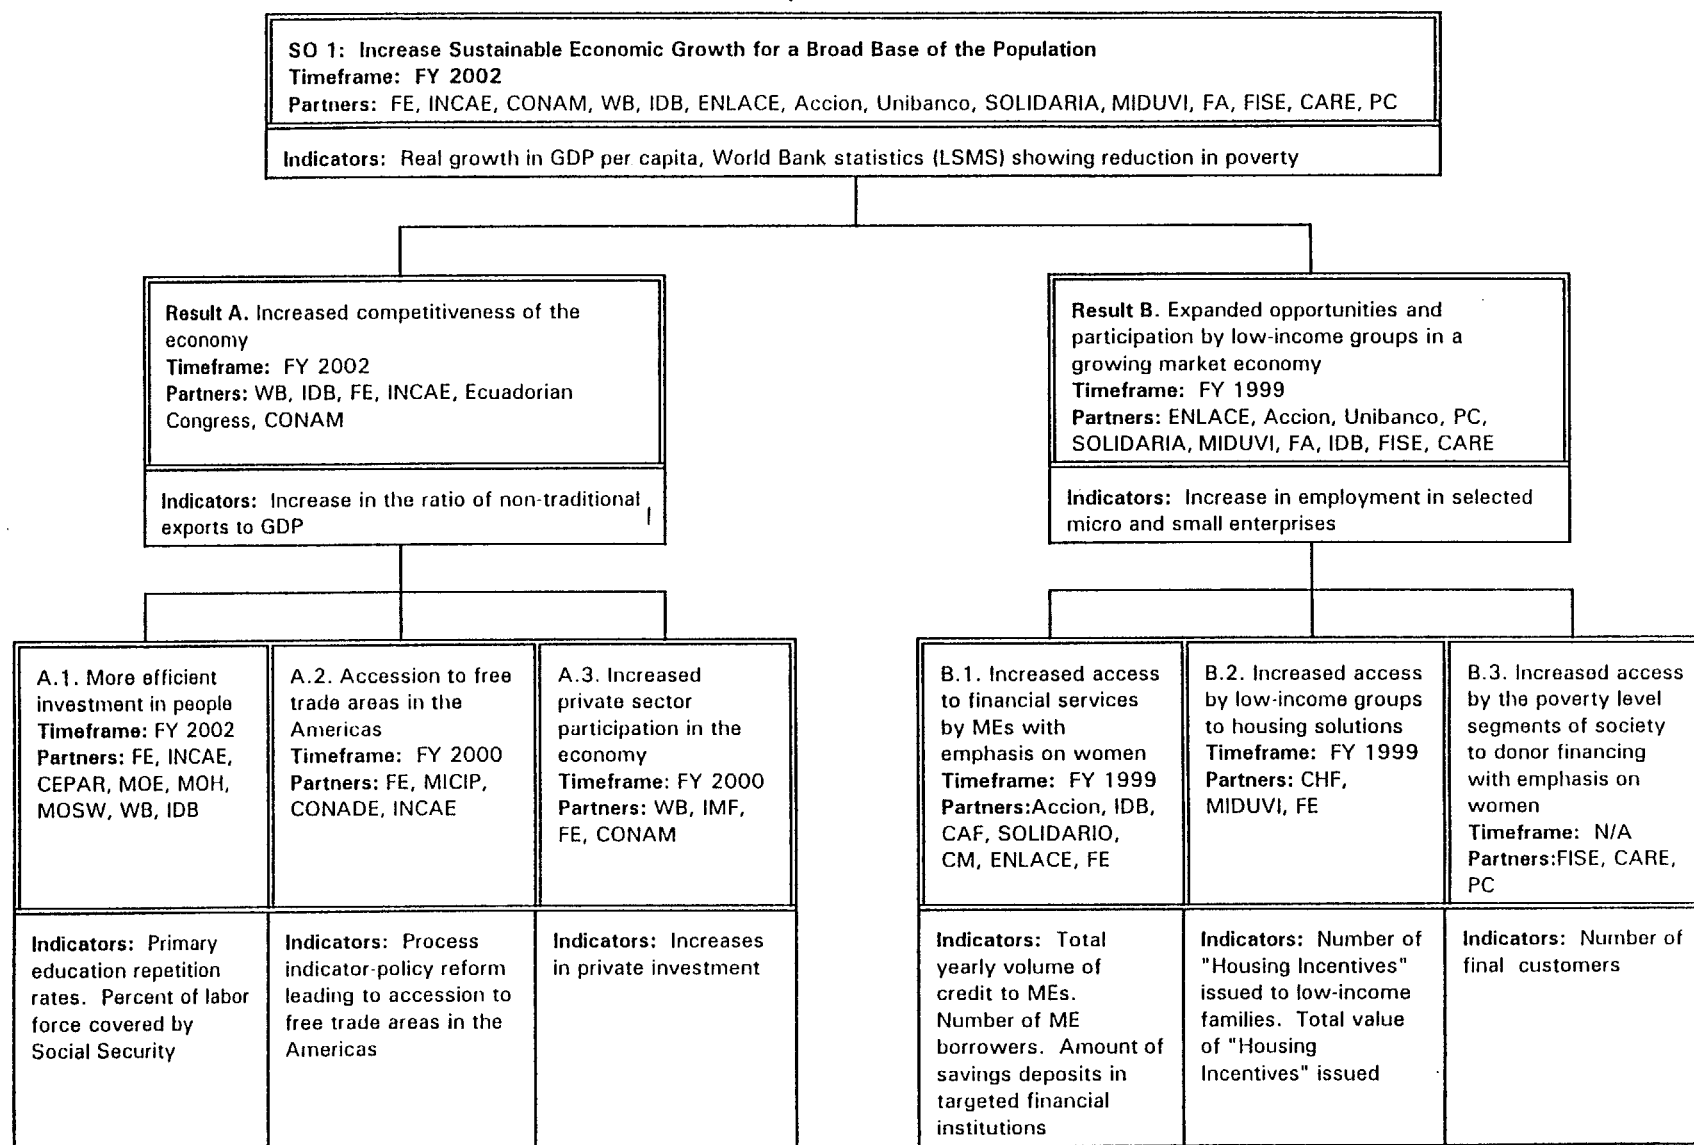 SO 1: Increase Sustainable Economic Growth for a Broad Base of the Population
Timeframe: FY 2002
Partners: FE, INCAE, CONAM, WB, IDB, ENLACE, Accion, Unibanco, SOLIDARIA, MIDUVI, FA, FISE, CARE, PC
Indicators: Real growth in GDP per capita, World Bank statistics (LSMS) showing reduction in poverty
Result A. Increased competitiveness of the
economy
Timeframe: FY 2002
Partners: WB, IDB, FE, INCAE, Ecuadorian
Congress, CONAM
Indicators: Increase in the ratio of non-traditional
exports to GDP
Result B. Expanded opportunities and
participation by low-income groups in a
growing market economy
Timeframe: FY 1999
Partners: ENLACE, Accion, Unibanco, PC,
SOLIDARIA, MIDUVI, FA, IDB, FISE, CARE
Indicators: Increase in employment in selected
micro and small enterprises
A.1. More efficient
investment in people
Timeframe: FY 2002
Partners: FE, INCAE,
CEPAR, MOE, MOH,
MOSW, WB, IDB
Indicators: Primary
education repetition
rates. Percent of labor
force covered by
Social Security
A.2. Accession to free
trade areas in the
Americas
Timeframe: FY 2000
Partners: FE, MICIP,
CONADE, INCAE
Indicators: Process
indicator-policy reform
leading to accession to
free trade areas in the
Americas
A.3. Increased
private sector
participation in the
economy
Timeframe: FY 2000
Partners: WB, IMF,
FE, CONAM
Indicators: Increases
in private investment
B.1. Increased access
to financial services
by MEs with
emphasis on women
Timeframe: FY 1999
Partners:Accion, IDB,
CAF, SOLIDARIO,
CM, ENLACE, FE
Indicators: Total
yearly volume of
credit to MEs.
Number of ME
borrowers. Amount of
savings deposits in
targeted financial
institutions
B.2. Increased access
by low-income groups
to housing solutions
Timeframe: FY 1999
Partners: CHF,
MIDUVI, FE
Indicators: Number of
"Housing Incentives"
issued to low-income
families. Total value
of "Housing
Incentives" issued
B.3. Increased access
by the poverty level
segments of society
to donor financing
with emphasis on
women
Timeframe: N/A
Partners:FISE, CARE,
PC
Indicators: Number of
final customers